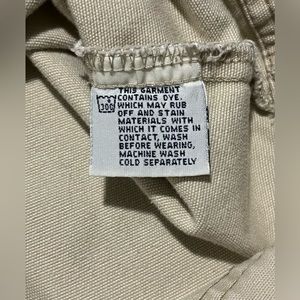 THIS GARMENT
CONTAINS DYE.
WHICH MAY RUB
OFF AND STAIN
MATERIALS WITH
WHICH IT COMES IN
CONTACT, WASH
BEFORE WEARING,
MACHINE WASH
COLD SEPARATELY